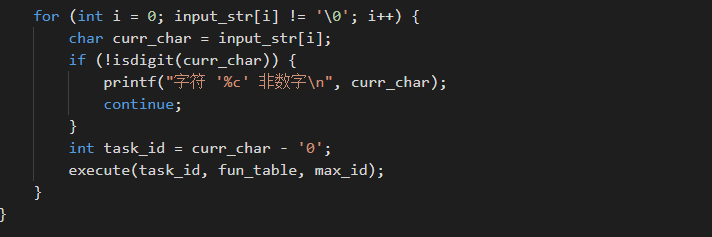 for (int i = 0; input_str[i] != '\0'; i++) {
char curr_char = input_str[i];
if (!isdigit(curr_char)) {
printf("字符 '%c' 非数字\n", curr_char);
continue;
}
int task_id = curr_char - '0';
execute(task_id, fun_table, max_id);
}
}